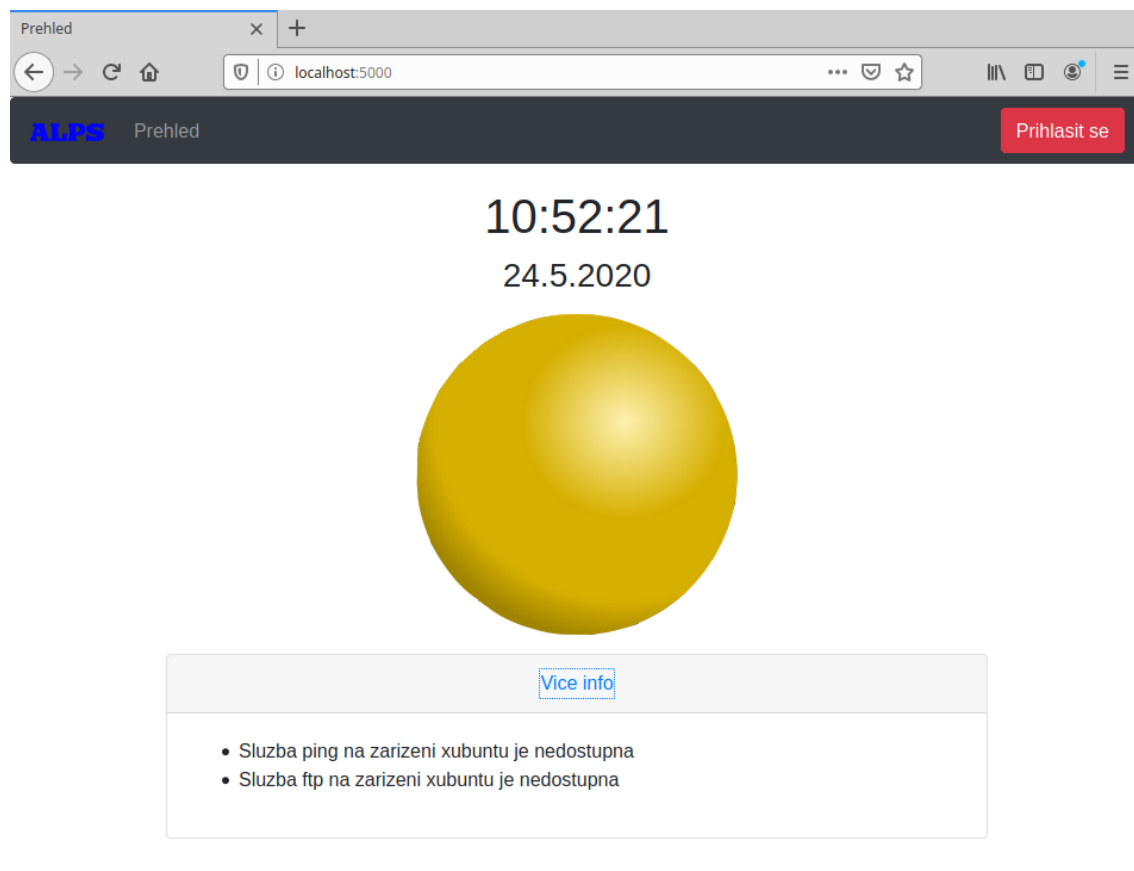 Prehled
localhost:5000
ALPS Prehled Prihlasit se
10:52:21
24.5.2020
Vice info
Sluzba ping na zarizeni xubuntu je nedostupna
Sluzba ftp na zarizeni xubuntu je nedostupna